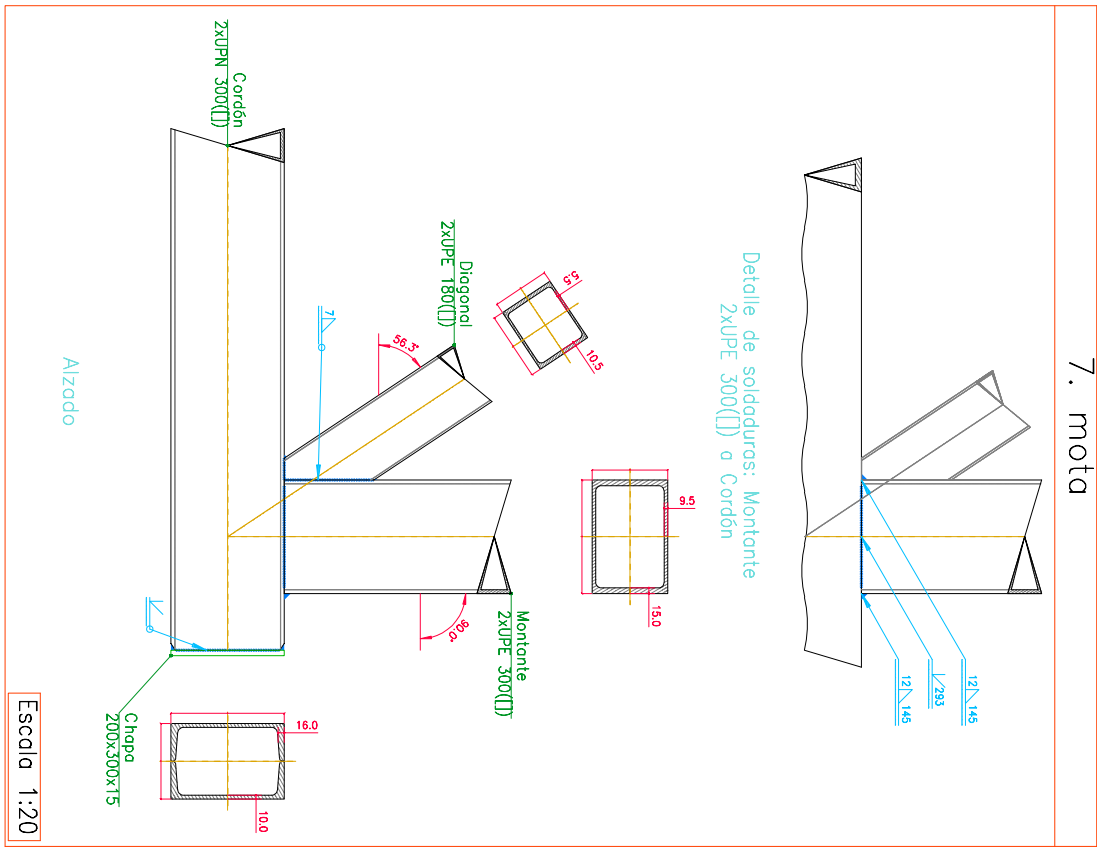 7. mota
Detalle de soldaduras: Montante
2xUPE 300([]) a Cordón
12 145
293
12 145
5.5
10.5
9.5
15.0
Diagonal
2xUPE 180([])
56.3°
Montante
2xUPE 300([])
90.0°
7
Cordón
2xUPN 300([])
Chapa
200x300x15
16.0
10.0
Alzado
Escala 1:20